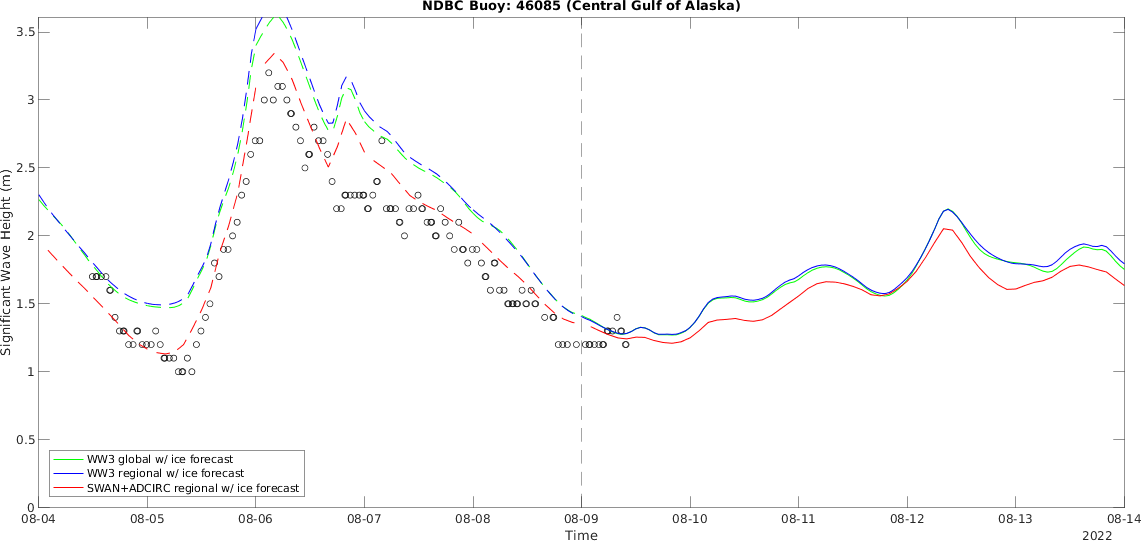 NDBC Buoy: 46085 (Central Gulf of Alaska)
3.5
3
2.5
2
1.5
1
0.5
0
Significant Wave Height (m)
WW3 global w/ ice forecast
WW3 regional w/ ice forecast
SWAN+ADCIRC regional w/ ice forecast
08-04 08-05 08-06 08-07 08-08 08-09 08-10 08-11 08-12 08-13 08-14
Time
2022